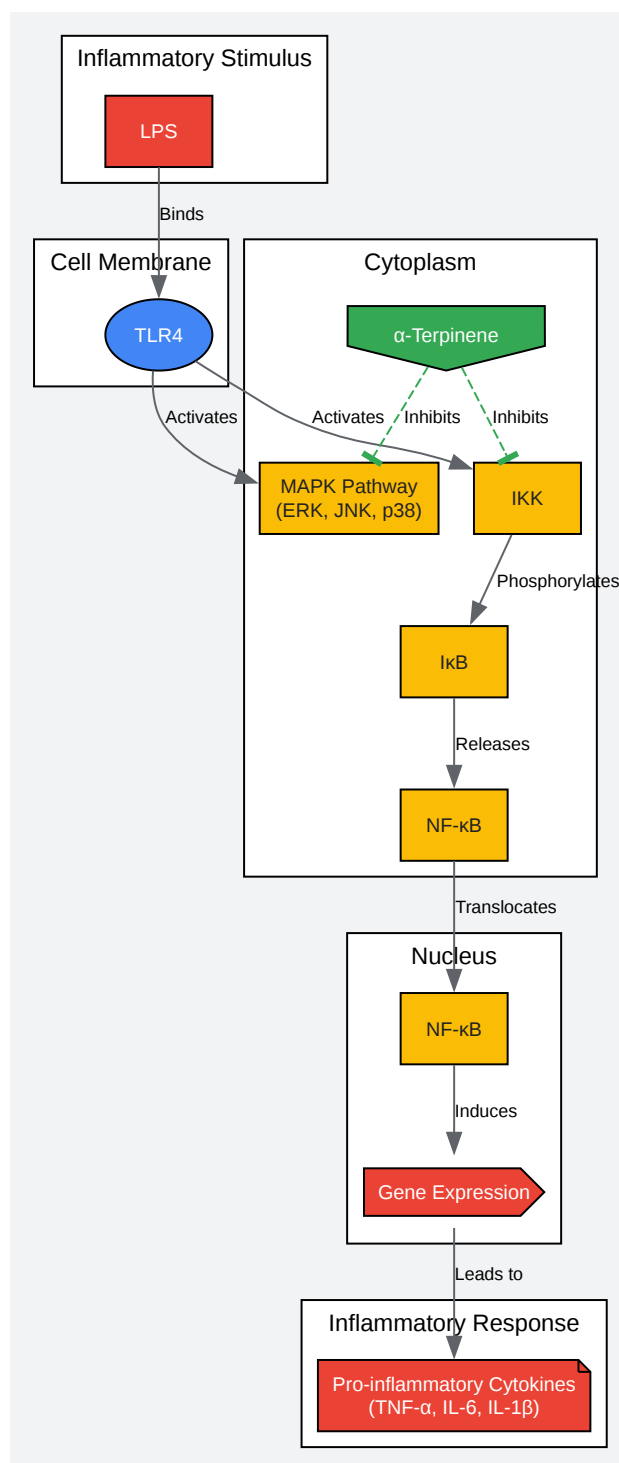 Inflammatory Stimulus
LPS
Binds
Cell Membrane
Cytoplasm
TLR4
α-Terpinene
Activates
Activates
Inhibits
Inhibits
MAPK Pathway
(ERK, JNK, p38)
IKK
Phosphorylates
IκB
Releases
NF-κB
Translocates
Nucleus
NF-κB
Induces
Gene Expression
Leads to
Inflammatory Response
Pro-inflammatory Cytokines
(TNF-α, IL-6, IL-1β)